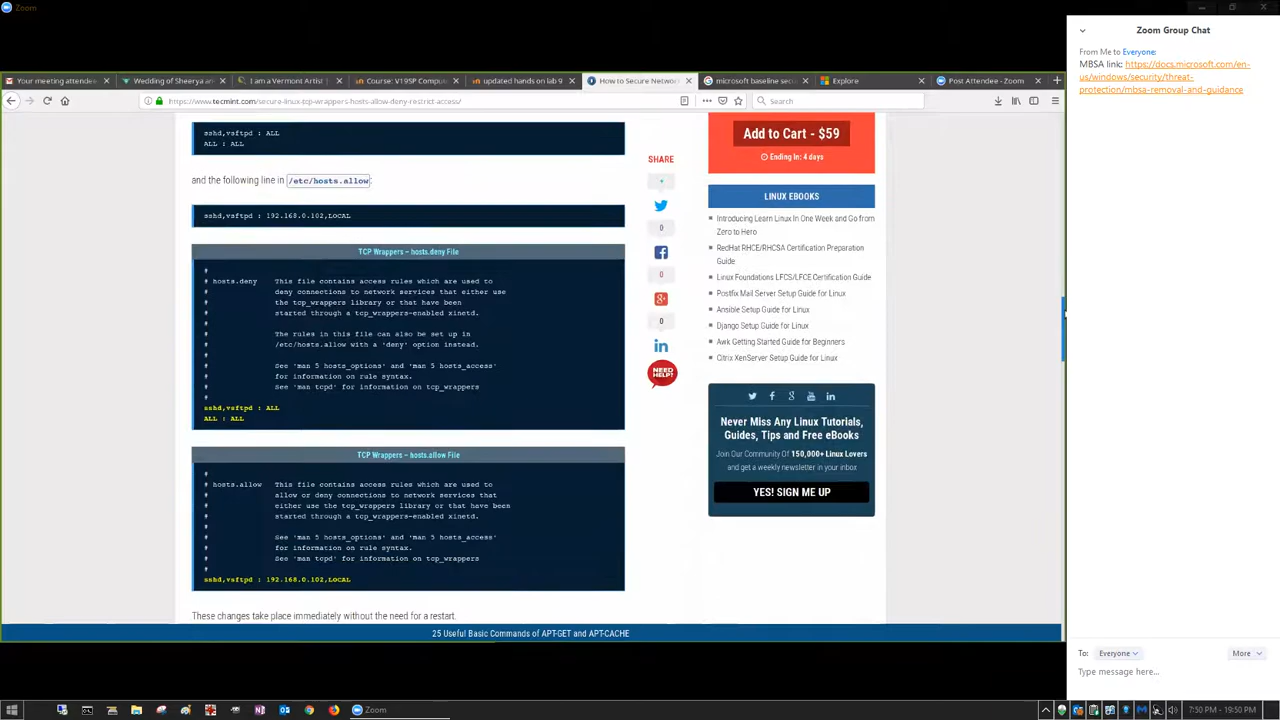 Zoom
Zoom Group Chat
From Me to Everyone:
MBSA link: https://docs.microsoft.com/en-
us/windows/security/threat-
protection/mbsa-removal-and-guidance
Your meeting attendee
Wedding of Sheerya an
I am a Vermont Artist |
Course: V19SP Compute
updated hands on lab 9
How to Secure Network
microsoft baseline secu
Explore
Post Attendee - Zoom
https://www.tecmint.com/secure-linux-tcp-wrappers-hosts-allow-deny-restrict-access/
Search
sshd,vsftpd : ALL
ALL : ALL
and the following line in /etc/hosts.allow:
sshd,vsftpd : 192.168.0.102,LOCAL
TCP Wrappers – hosts.deny File
#
# hosts.deny This file contains access rules which are used to
# deny connections to network services that either use
# the tcp_wrappers library or that have been
# started through a tcp_wrappers-enabled xinetd.
#
# The rules in this file can also be set up in
# /etc/hosts.allow with a 'deny' option instead.
#
# See 'man 5 hosts_options' and 'man 5 hosts_access'
# for information on rule syntax.
# See 'man tcpd' for information on tcp_wrappers
#
sshd,vsftpd : ALL
ALL : ALL
TCP Wrappers – hosts.allow File
#
# hosts.allow This file contains access rules which are used to
# allow or deny connections to network services that
# either use the tcp_wrappers library or that have been
# started through a tcp_wrappers-enabled xinetd.
#
# See 'man 5 hosts_options' and 'man 5 hosts_access'
# for information on rule syntax.
# See 'man tcpd' for information on tcp_wrappers
#
sshd,vsftpd : 192.168.0.102,LOCAL
These changes take place immediately without the need for a restart.
SHARE
+
0
0
0
NEED HELP?
Add to Cart - $59
Ending In: 4 days
LINUX EBOOKS
Introducing Learn Linux In One Week and Go from
Zero to Hero
RedHat RHCE/RHCSA Certification Preparation
Guide
Linux Foundations LFCS/LFCE Certification Guide
Postfix Mail Server Setup Guide for Linux
Ansible Setup Guide for Linux
Django Setup Guide for Linux
Awk Getting Started Guide for Beginners
Citrix XenServer Setup Guide for Linux
Never Miss Any Linux Tutorials,
Guides, Tips and Free eBooks
Join Our Community Of 150,000+ Linux Lovers
and get a weekly newsletter in your inbox
YES! SIGN ME UP
25 Useful Basic Commands of APT-GET and APT-CACHE
To: Everyone
More
Type message here...
Zoom
7:50 PM - 19:50 PM